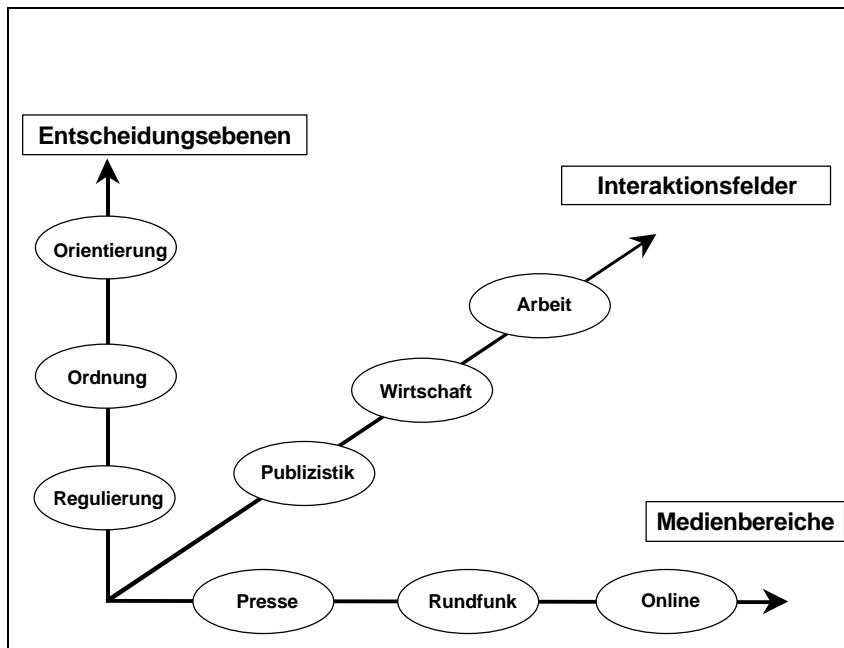 Entscheidungsebenen
Interaktionsfelder
Orientierung
Arbeit
Ordnung
Wirtschaft
Publizistik
Regulierung
Medienbereiche
Presse
Rundfunk
Online